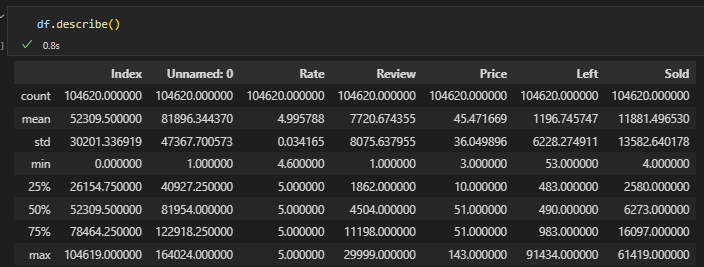 df.describe()
0.8s
Index Unnamed: 0 Rate Review Price Left Sold
count 104620.000000 104620.000000 104620.000000 104620.000000 104620.000000 104620.000000 104620.000000
mean 52309.500000 81896.344370 4.995788 7720.674355 45.471669 1196.745747 11881.496530
std 30201.336919 47367.700573 0.034165 8075.637955 36.049896 6228.274911 13582.640178
min 0.000000 1.000000 4.600000 1.000000 3.000000 53.000000 4.000000
25% 26154.750000 40927.250000 5.000000 1862.000000 10.000000 483.000000 2580.000000
50% 52309.500000 81954.000000 5.000000 4504.000000 51.000000 490.000000 6273.000000
75% 78464.250000 122918.250000 5.000000 11198.000000 51.000000 983.000000 16097.000000
max 104619.000000 164024.000000 5.000000 29999.000000 143.000000 91434.000000 61419.000000